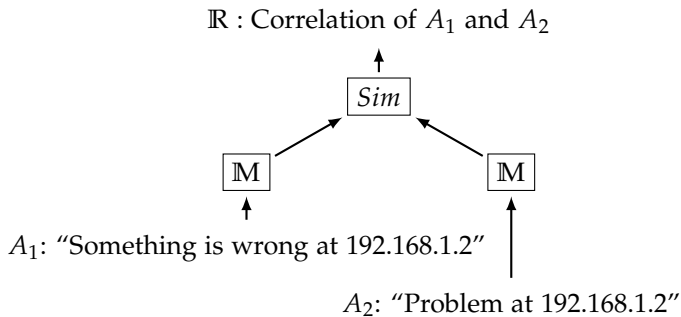 ℝ : Correlation of A₁ and A₂
Sim
𝕄 𝕄
A₁: “Something is wrong at 192.168.1.2”
A₂: “Problem at 192.168.1.2”